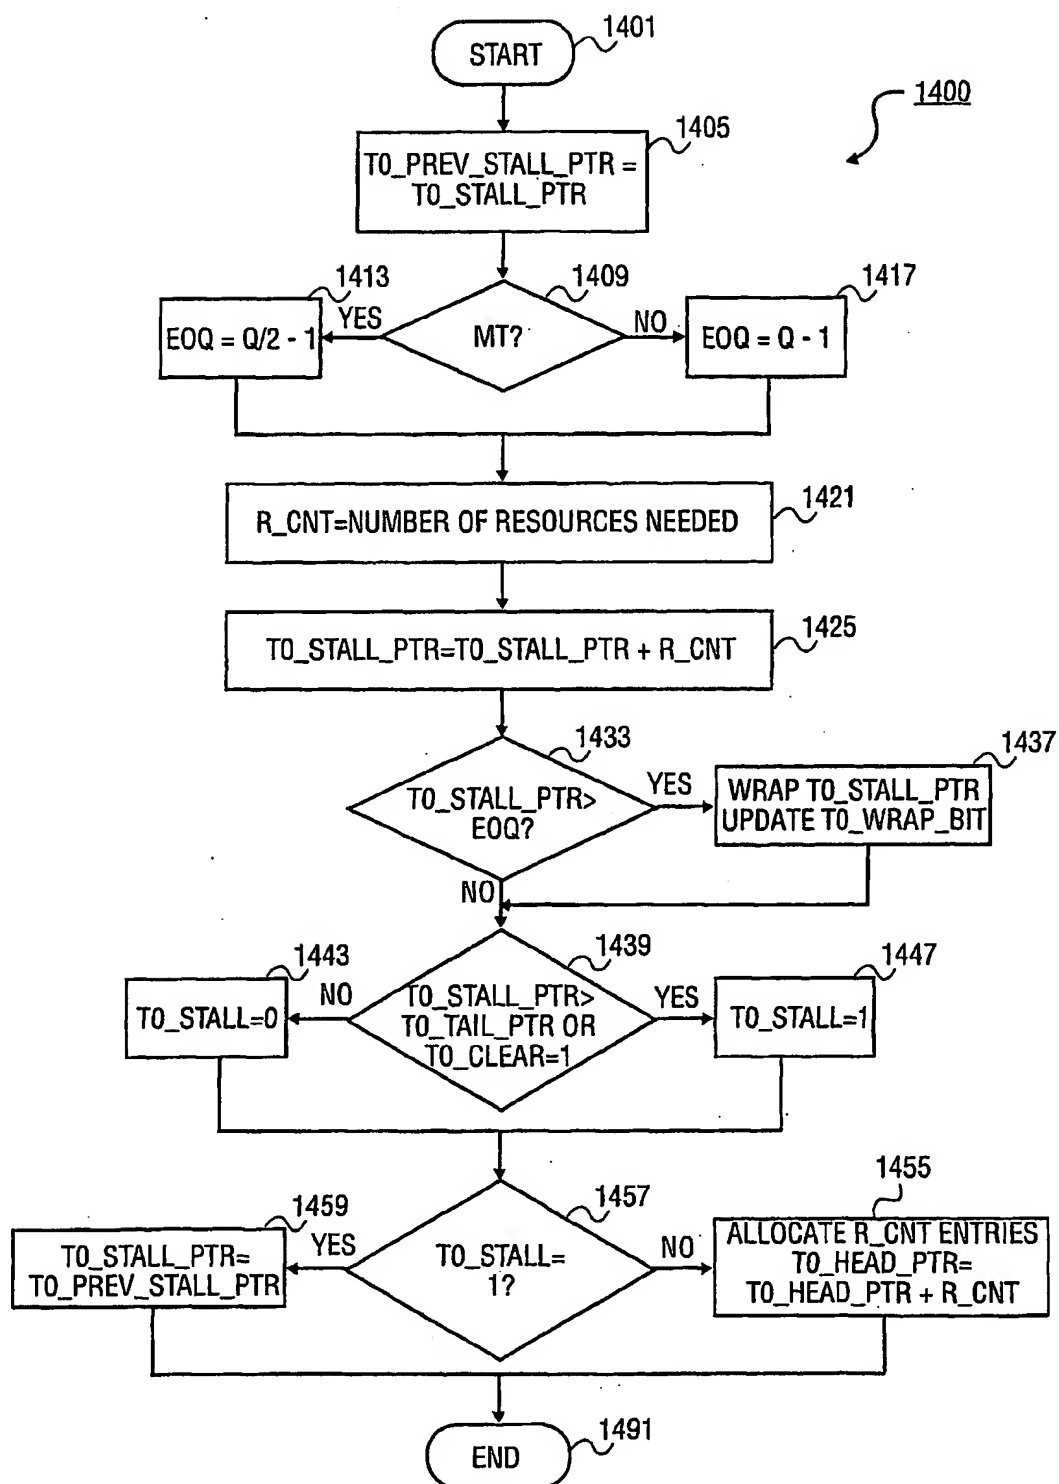 1401
START
1400
1405
T0_PREV_STALL_PTR =
T0_STALL_PTR
1413
1409
1417
EOQ = Q/2 - 1
YES
MT?
NO
EOQ = Q - 1
1421
R_CNT=NUMBER OF RESOURCES NEEDED
1425
T0_STALL_PTR=T0_STALL_PTR + R_CNT
1433
1437
T0_STALL_PTR>
EOQ?
YES
WRAP T0_STALL_PTR
UPDATE T0_WRAP_BIT
NO
1443
1439
1447
T0_STALL=0
NO
T0_STALL_PTR>
T0_TAIL_PTR OR
T0_CLEAR=1
YES
T0_STALL=1
1459
1457
1455
T0_STALL_PTR=
T0_PREV_STALL_PTR
YES
T0_STALL=
1?
NO
ALLOCATE R_CNT ENTRIES
T0_HEAD_PTR=
T0_HEAD_PTR + R_CNT
1491
END